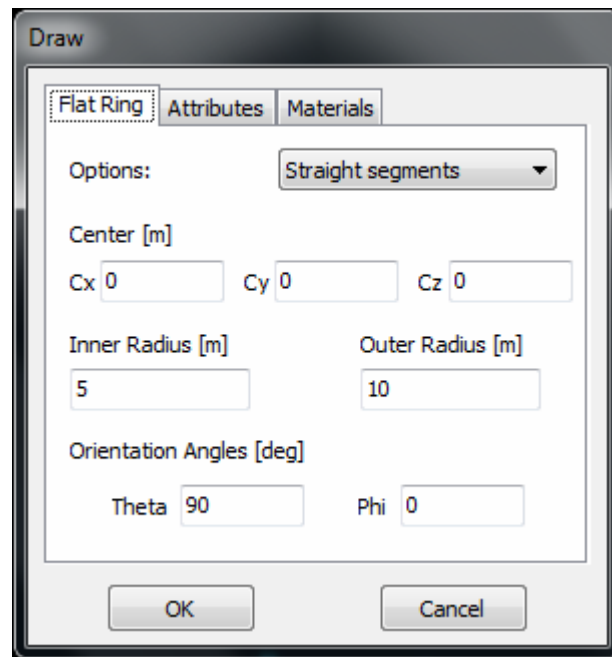 Draw
Flat Ring Attributes Materials
Options: Straight segments
Center [m]
Cx 0 Cy 0 Cz 0
Inner Radius [m] Outer Radius [m]
5 10
Orientation Angles [deg]
Theta 90 Phi 0
OK Cancel